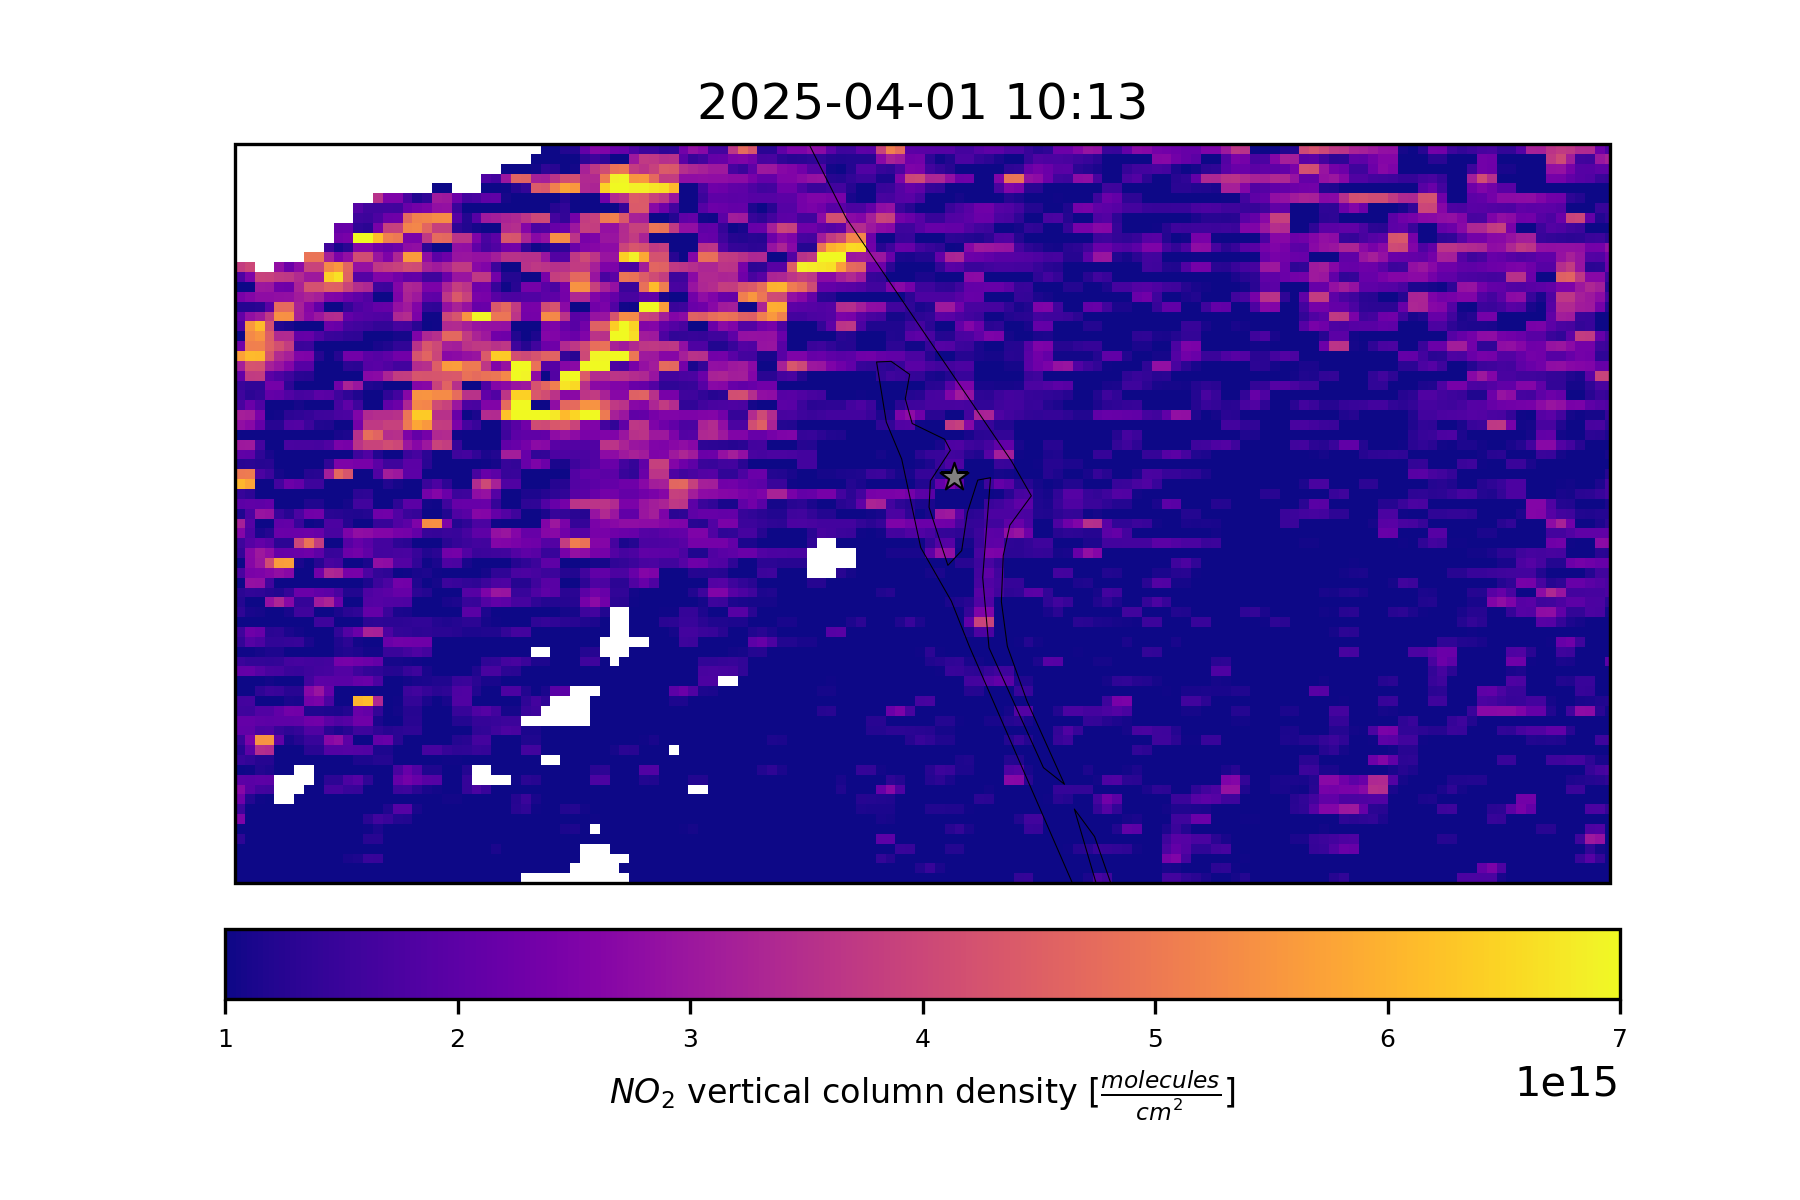 2025-04-01 10:13
1 2 3 4 5 6 7
1e15
NO₂ vertical column density [molecules/cm²]